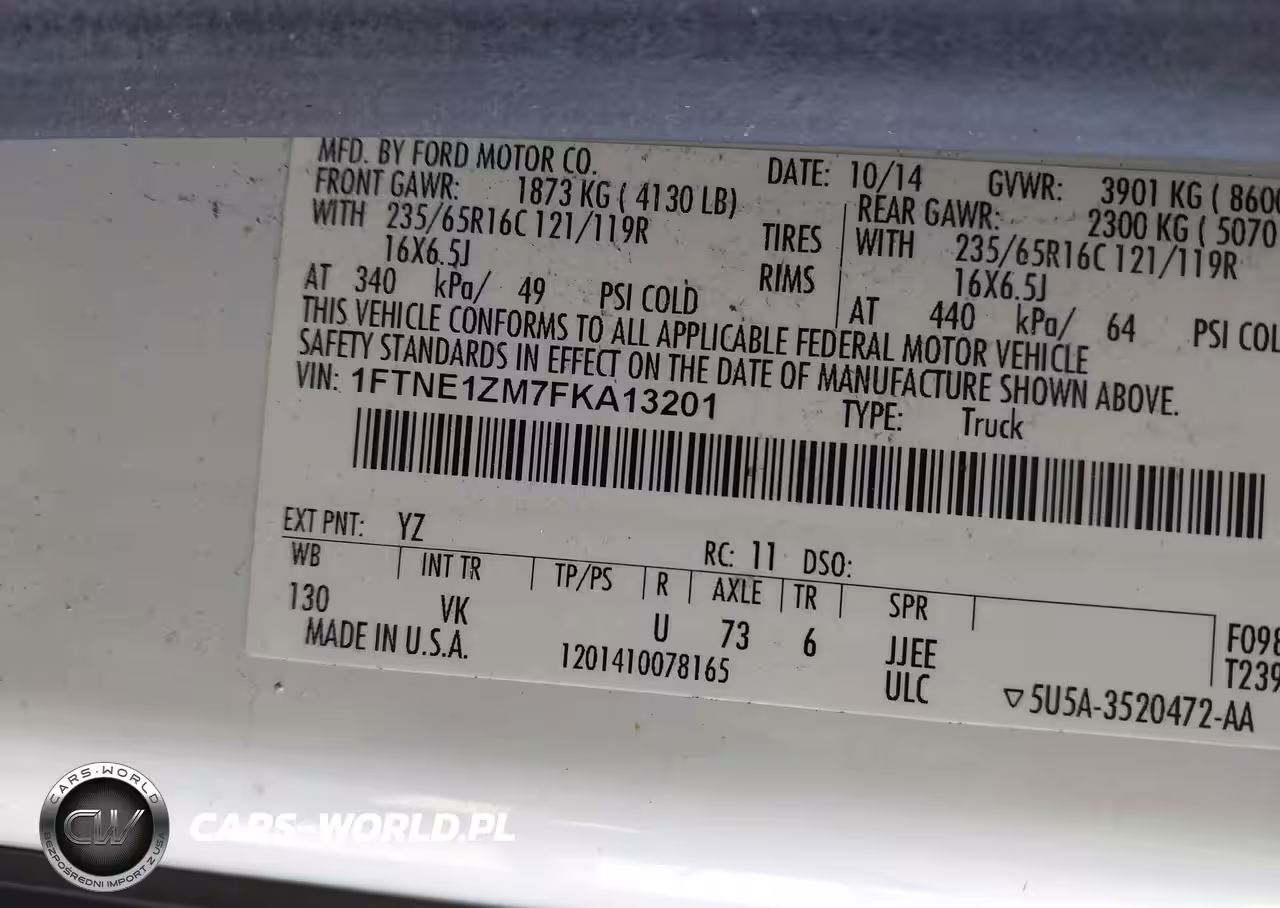 MFD. BY FORD MOTOR CO. DATE: 10/14 GVWR: 3901 KG ( 8600
FRONT GAWR: 1873 KG ( 4130 LB) REAR GAWR: 2300 KG ( 5070
WITH 235/65R16C 121/119R TIRES WITH 235/65R16C 121/119R
16X6.5J RIMS 16X6.5J
AT 340 kPa/ 49 PSI COLD AT 440 kPa/ 64 PSI COL
THIS VEHICLE CONFORMS TO ALL APPLICABLE FEDERAL MOTOR VEHICLE
SAFETY STANDARDS IN EFFECT ON THE DATE OF MANUFACTURE SHOWN ABOVE.
VIN: 1FTNE1ZM7FKA13201 TYPE: Truck
EXT PNT: YZ RC: 11 DSO:
WB INT TR TP/PS R AXLE TR SPR
130 VK U 73 6 JJEE F098
MADE IN U.S.A. 1201410078165 ULC T239
▽5U5A-3520472-AA
CARS-WORLD
CW
BEZPOŚREDNI IMPORT Z USA
CARS-WORLD.PL